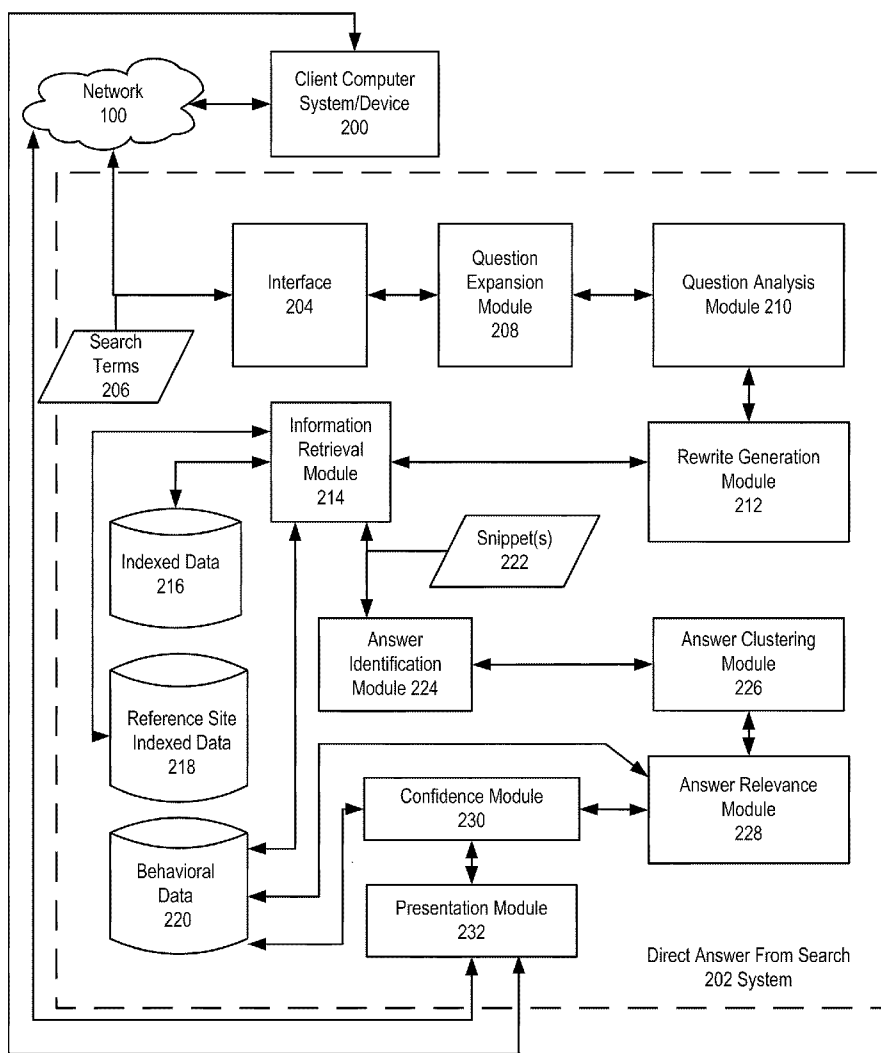 Network
100
Client Computer
System/Device
200
Interface
204
Question
Expansion
Module
208
Question Analysis
Module 210
Search
Terms
206
Information
Retrieval
Module
214
Rewrite Generation
Module
212
Indexed Data
216
Snippet(s)
222
Answer
Identification
Module 224
Answer Clustering
Module
226
Reference Site
Indexed Data
218
Confidence Module
230
Answer Relevance
Module
228
Behavioral
Data
220
Presentation Module
232
Direct Answer From Search
202 System